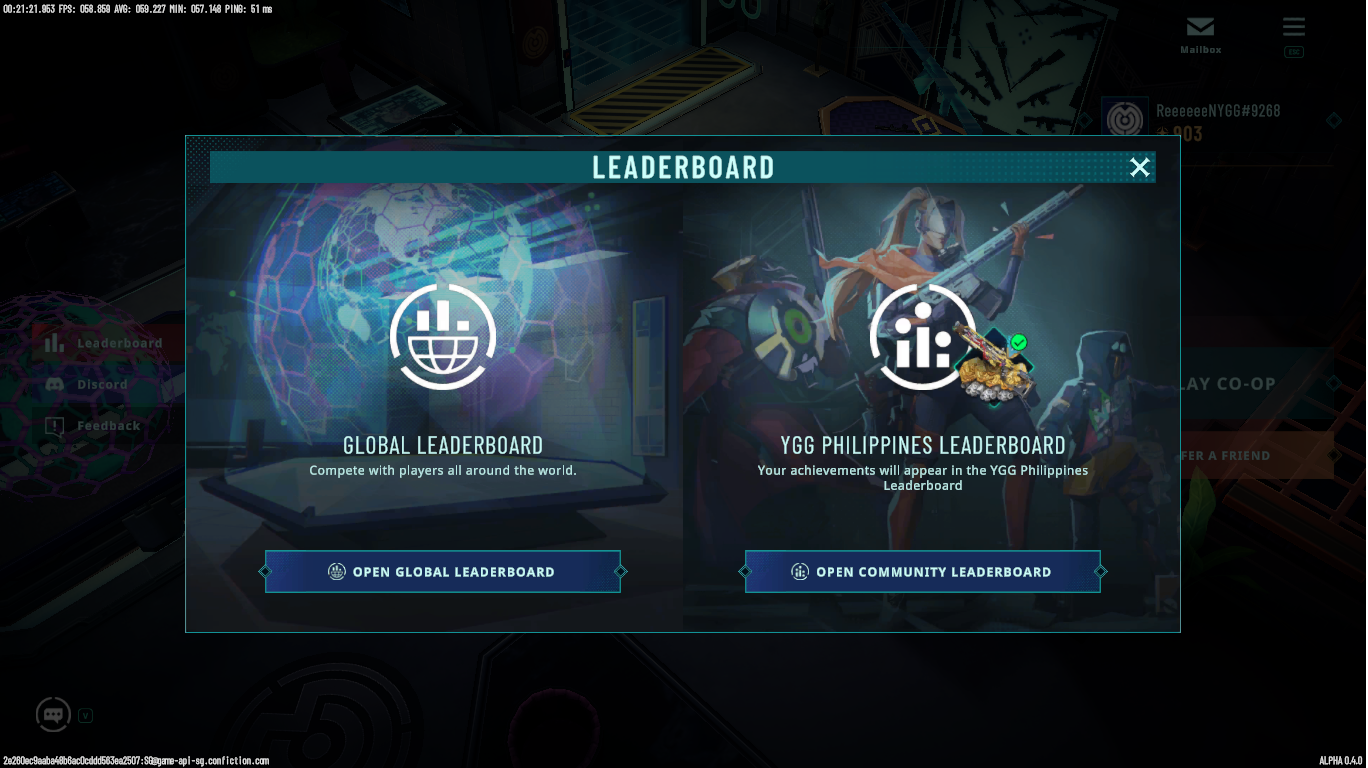 00:21:21.953 FPS: 058.858 AVG: 059.227 MIN: 057.148 PING: 51 ms
Mailbox
ESC
ReeeeeeNYGG#9268
903
LEADERBOARD
Leaderboard
Discord
Feedback
LAY CO-OP
FER A FRIEND
GLOBAL LEADERBOARD
Compete with players all around the world.
OPEN GLOBAL LEADERBOARD
YGG PHILIPPINES LEADERBOARD
Your achievements will appear in the YGG Philippines
Leaderboard
OPEN COMMUNITY LEADERBOARD
V
ALPHA 0.4.0